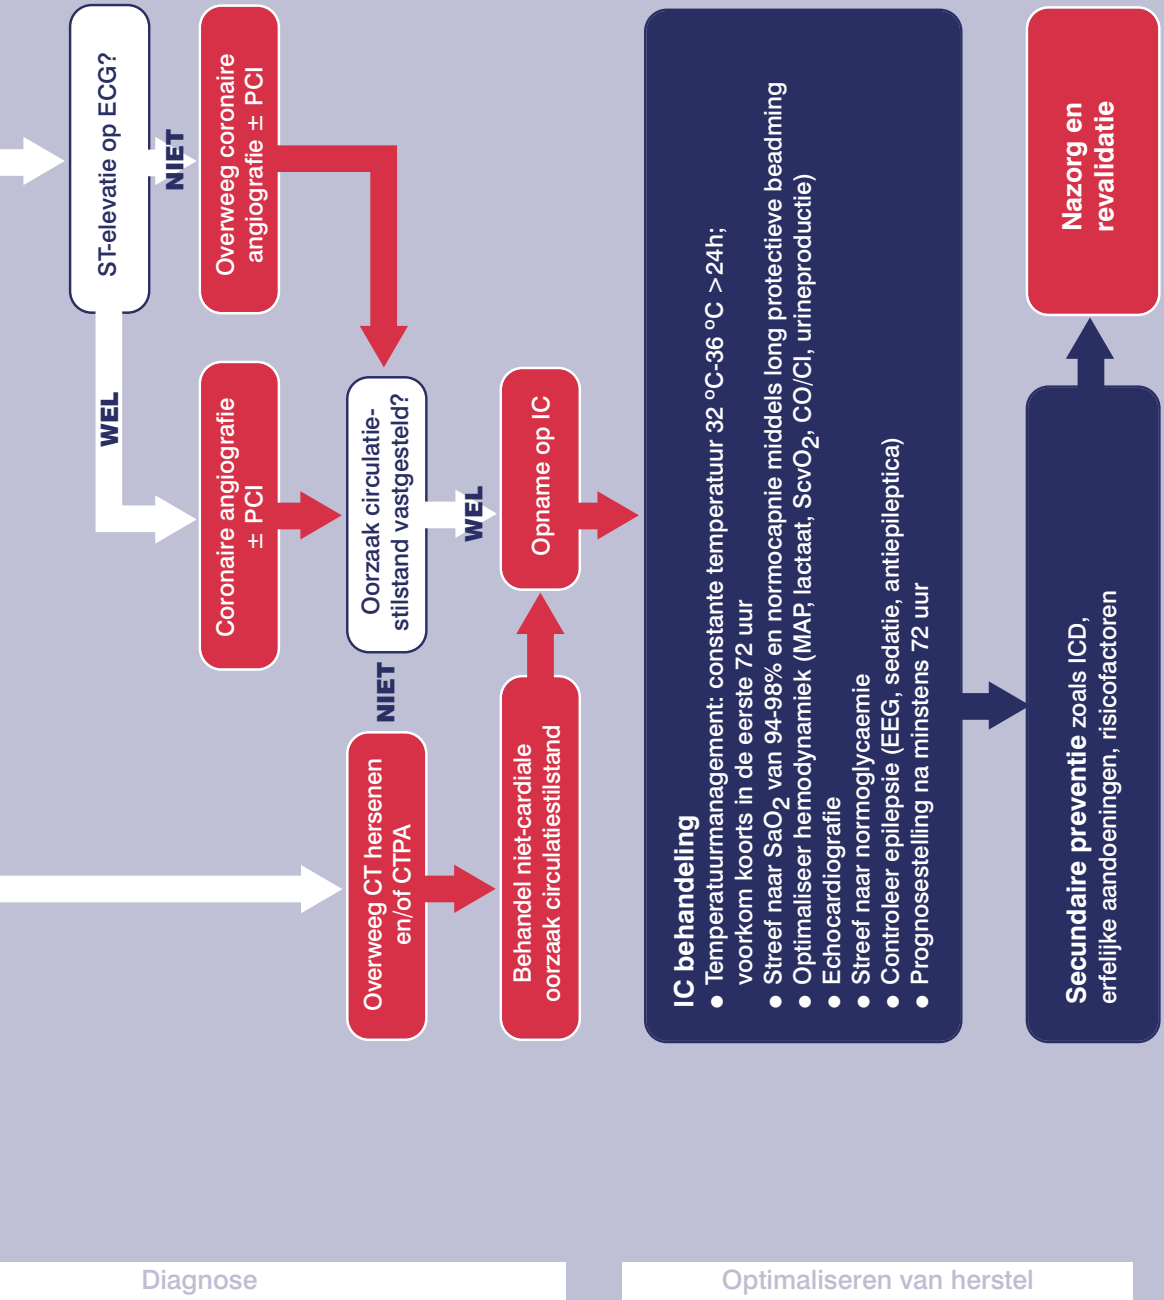 ST-elevatie op ECG?
NIET
WEL
Overweeg coronaire
angiografie ± PCI
Coronaire angiografie
± PCI
Oorzaak circulatie-
stilstand vastgesteld?
NIET
WEL
Overweeg CT hersenen
en/of CTPA
Behandel niet-cardiale
oorzaak circulatiestilstand
Opname op IC
IC behandeling
● Temperatuurmanagement: constante temperatuur 32 ºC-36 ºC >24h;
voorkom koorts in de eerste 72 uur
● Streef naar SaO2 van 94-98% en normocapnie middels long protectieve beadming
● Optimaliseer hemodynamiek (MAP, lactaat, ScvO2, CO/CI, urineproductie)
● Echocardiografie
● Streef naar normoglycaemie
● Controleer epilepsie (EEG, sedatie, antiepileptica)
● Prognosestelling na minstens 72 uur
Secundaire preventie zoals ICD,
erfelijke aandoeningen, risicofactoren
Nazorg en
revalidatie
Diagnose
Optimaliseren van herstel